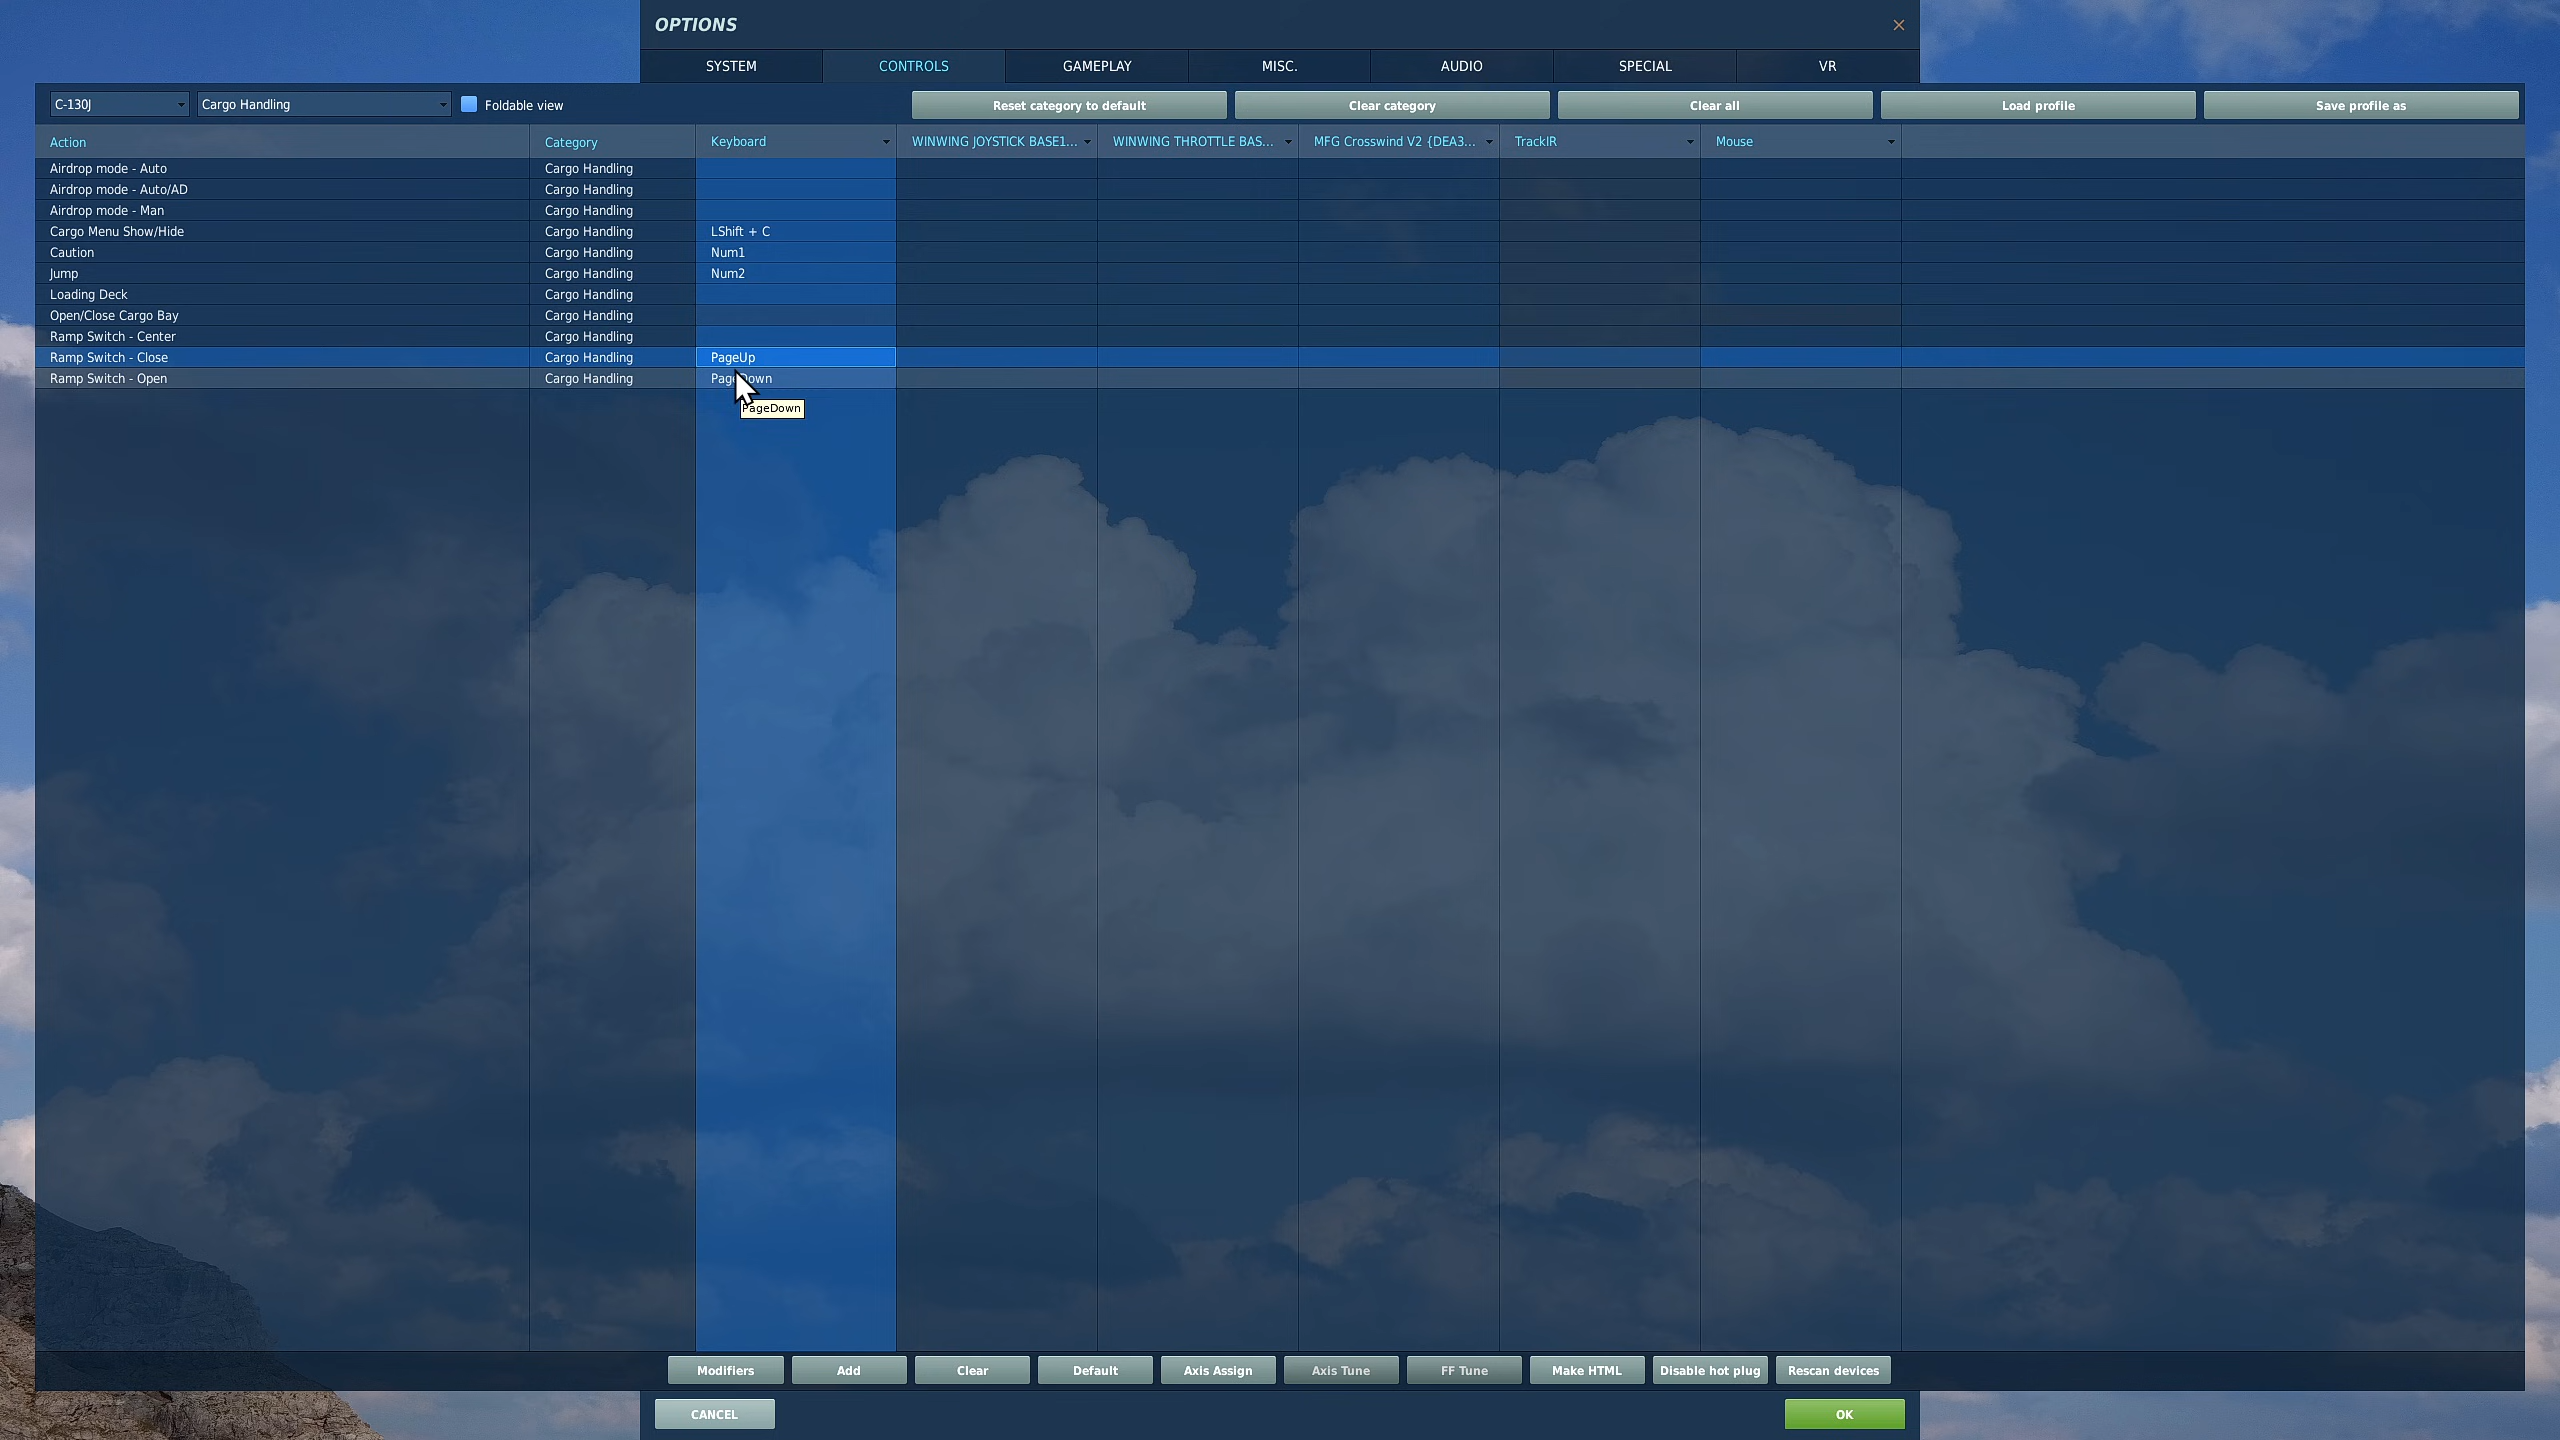 OPTIONS
SYSTEM CONTROLS GAMEPLAY MISC. AUDIO SPECIAL VR
C-130J Cargo Handling Foldable view Reset category to default Clear category Clear all Load profile Save profile as
Action Category Keyboard WINWING JOYSTICK BASE1... WINWING THROTTLE BAS... MFG Crosswind V2 {DEA3... TrackIR Mouse
Airdrop mode - Auto Cargo Handling
Airdrop mode - Auto/AD Cargo Handling
Airdrop mode - Man Cargo Handling
Cargo Menu Show/Hide Cargo Handling LShift + C
Caution Cargo Handling Num1
Jump Cargo Handling Num2
Loading Deck Cargo Handling
Open/Close Cargo Bay Cargo Handling
Ramp Switch - Center Cargo Handling
Ramp Switch - Close Cargo Handling PageUp
Ramp Switch - Open Cargo Handling PageDown
PageDown
Modifiers Add Clear Default Axis Assign Axis Tune FF Tune Make HTML Disable hot plug Rescan devices
CANCEL OK